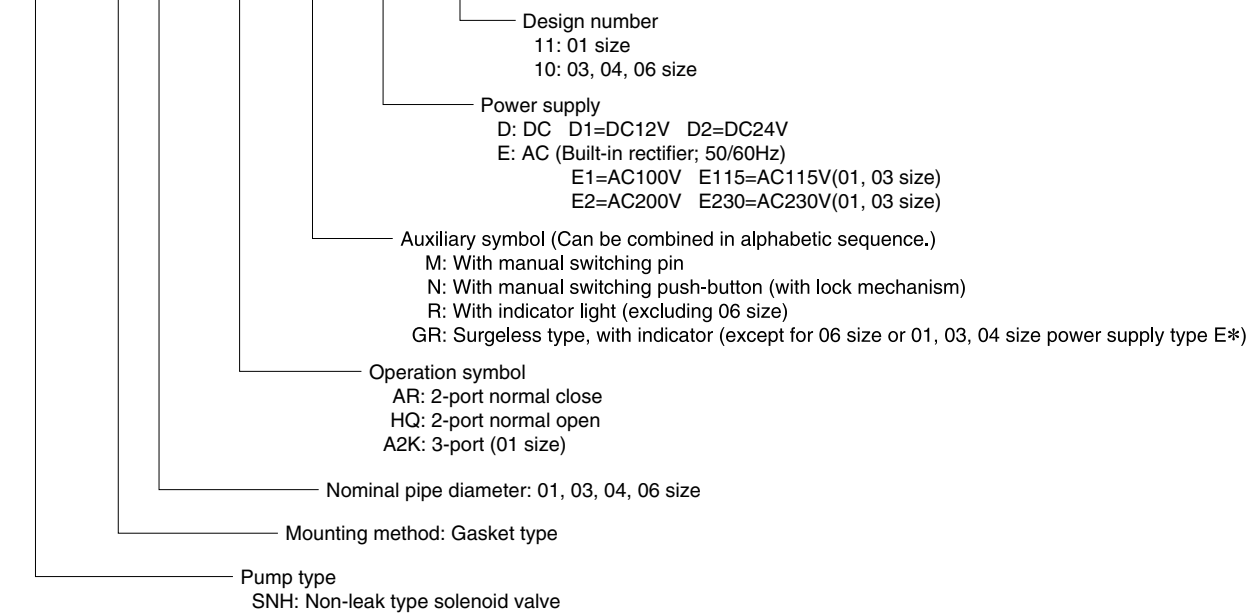 Design number
11: 01 size
10: 03, 04, 06 size
Power supply
D: DC D1=DC12V D2=DC24V
E: AC (Built-in rectifier; 50/60Hz)
E1=AC100V E115=AC115V(01, 03 size)
E2=AC200V E230=AC230V(01, 03 size)
Auxiliary symbol (Can be combined in alphabetic sequence.)
M: With manual switching pin
N: With manual switching push-button (with lock mechanism)
R: With indicator light (excluding 06 size)
GR: Surgeless type, with indicator (except for 06 size or 01, 03, 04 size power supply type E*)
Operation symbol
AR: 2-port normal close
HQ: 2-port normal open
A2K: 3-port (01 size)
Nominal pipe diameter: 01, 03, 04, 06 size
Mounting method: Gasket type
Pump type
SNH: Non-leak type solenoid valve